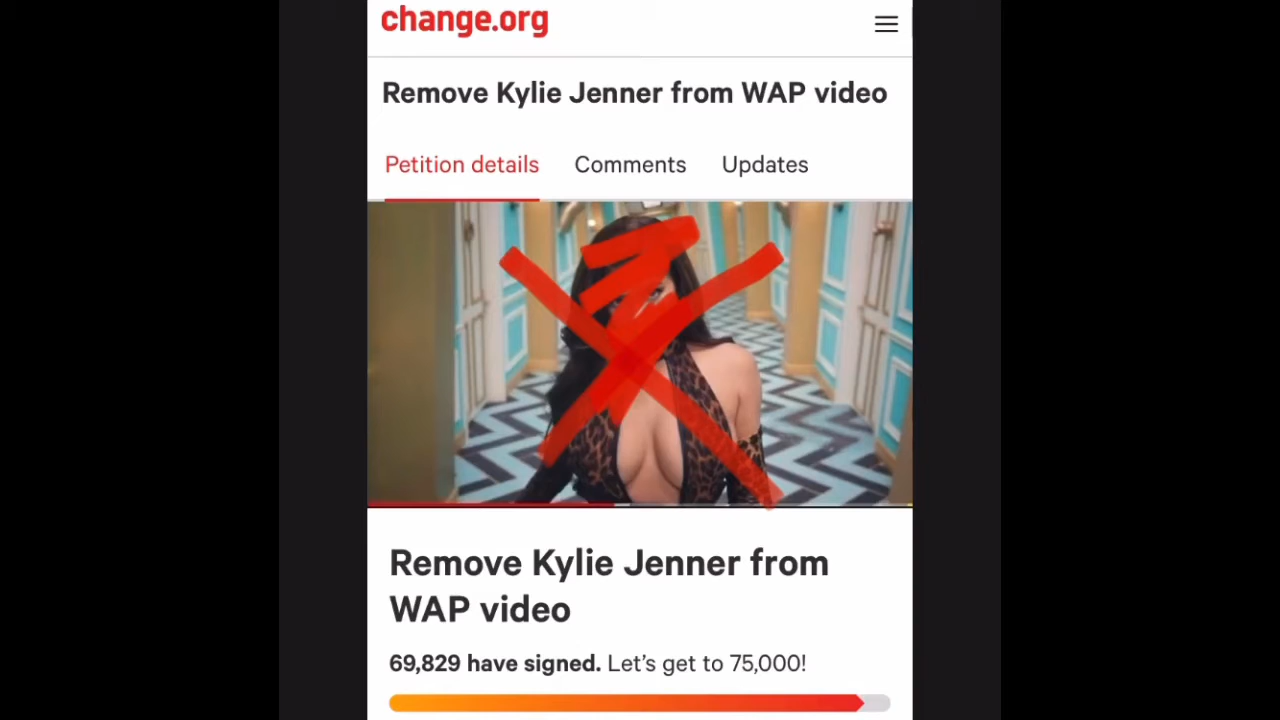 change.org
Remove Kylie Jenner from WAP video
Petition details Comments Updates
Remove Kylie Jenner from
WAP video
69,829 have signed. Let's get to 75,000!